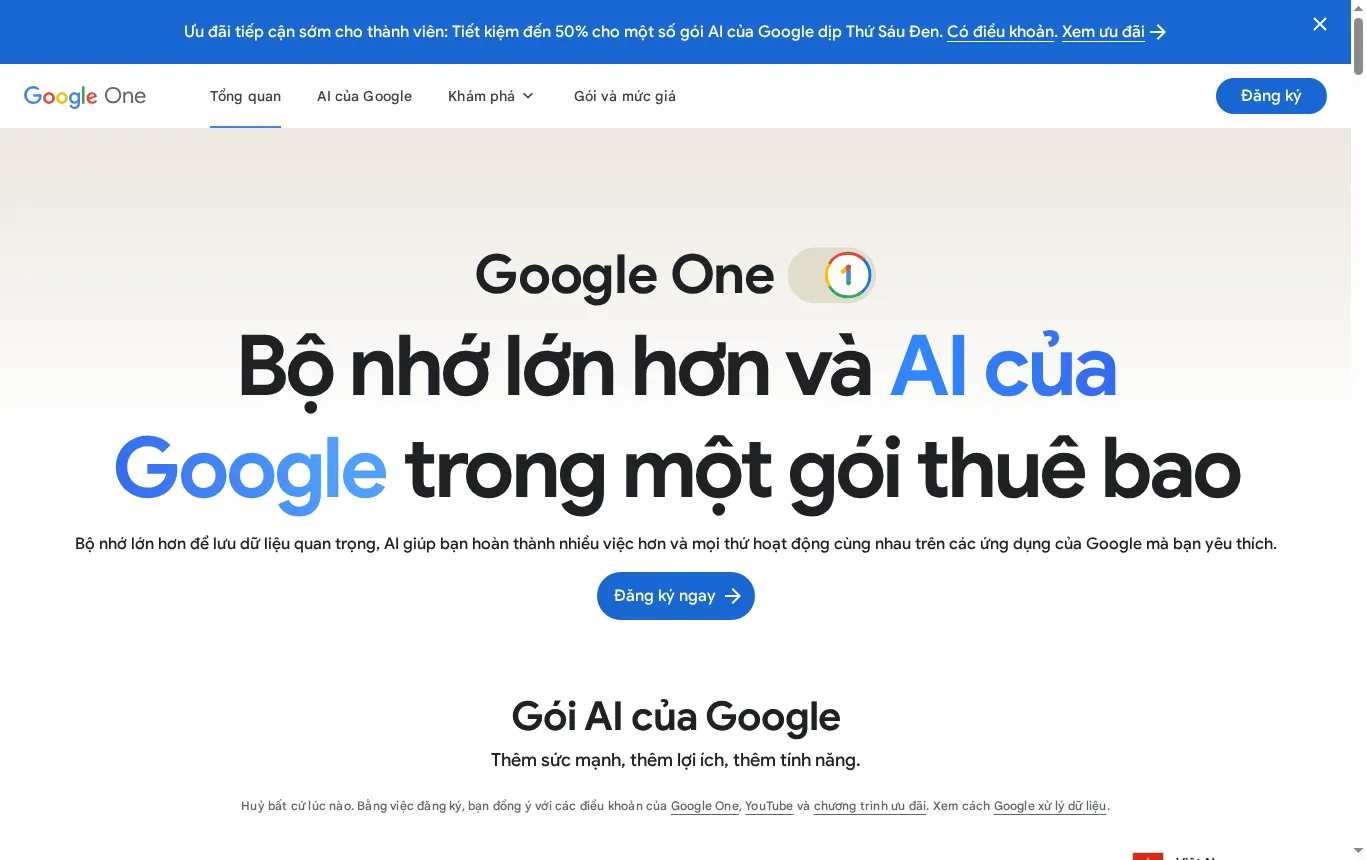 Ưu đãi tiếp cận sớm cho thành viên: Tiết kiệm đến 50% cho một số gói AI của Google dịp Thứ Sáu Đen. Có điều khoản. Xem ưu đãi
Google One
Tổng quan
AI của Google
Khám phá
Gói và mức giá
Đăng ký
Google One 1
Bộ nhớ lớn hơn và AI của
Google trong một gói thuê bao
Bộ nhớ lớn hơn để lưu dữ liệu quan trọng, AI giúp bạn hoàn thành nhiều việc hơn và mọi thứ hoạt động cùng nhau trên các ứng dụng của Google mà bạn yêu thích.
Đăng ký ngay
Gói AI của Google
Thêm sức mạnh, thêm lợi ích, thêm tính năng.
Huỷ bất cứ lúc nào. Bằng việc đăng ký, bạn đồng ý với các điều khoản của Google One, YouTube và chương trình ưu đãi. Xem cách Google xử lý dữ liệu.